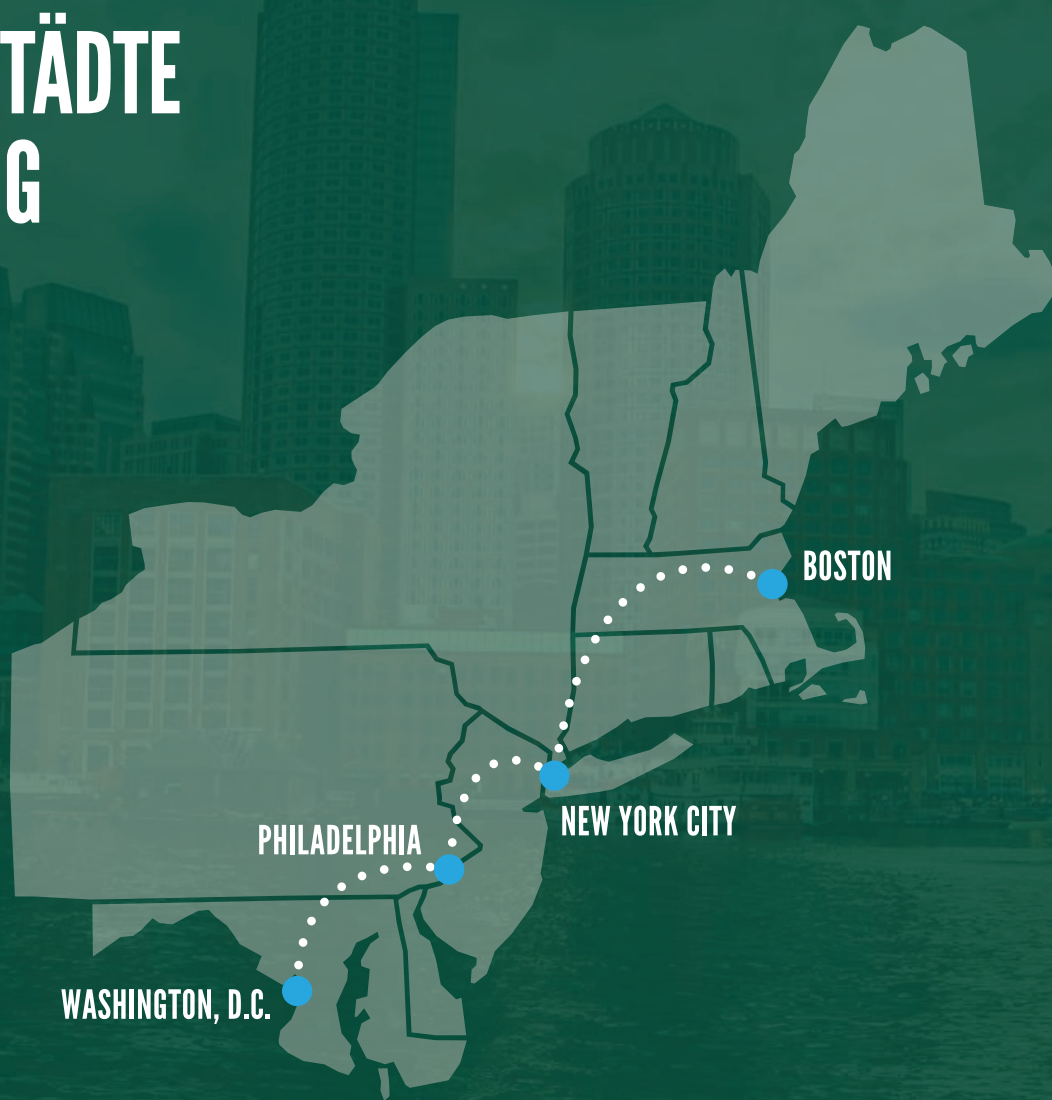 TÄDTE
G
BOSTON
NEW YORK CITY
PHILADELPHIA
WASHINGTON, D.C.